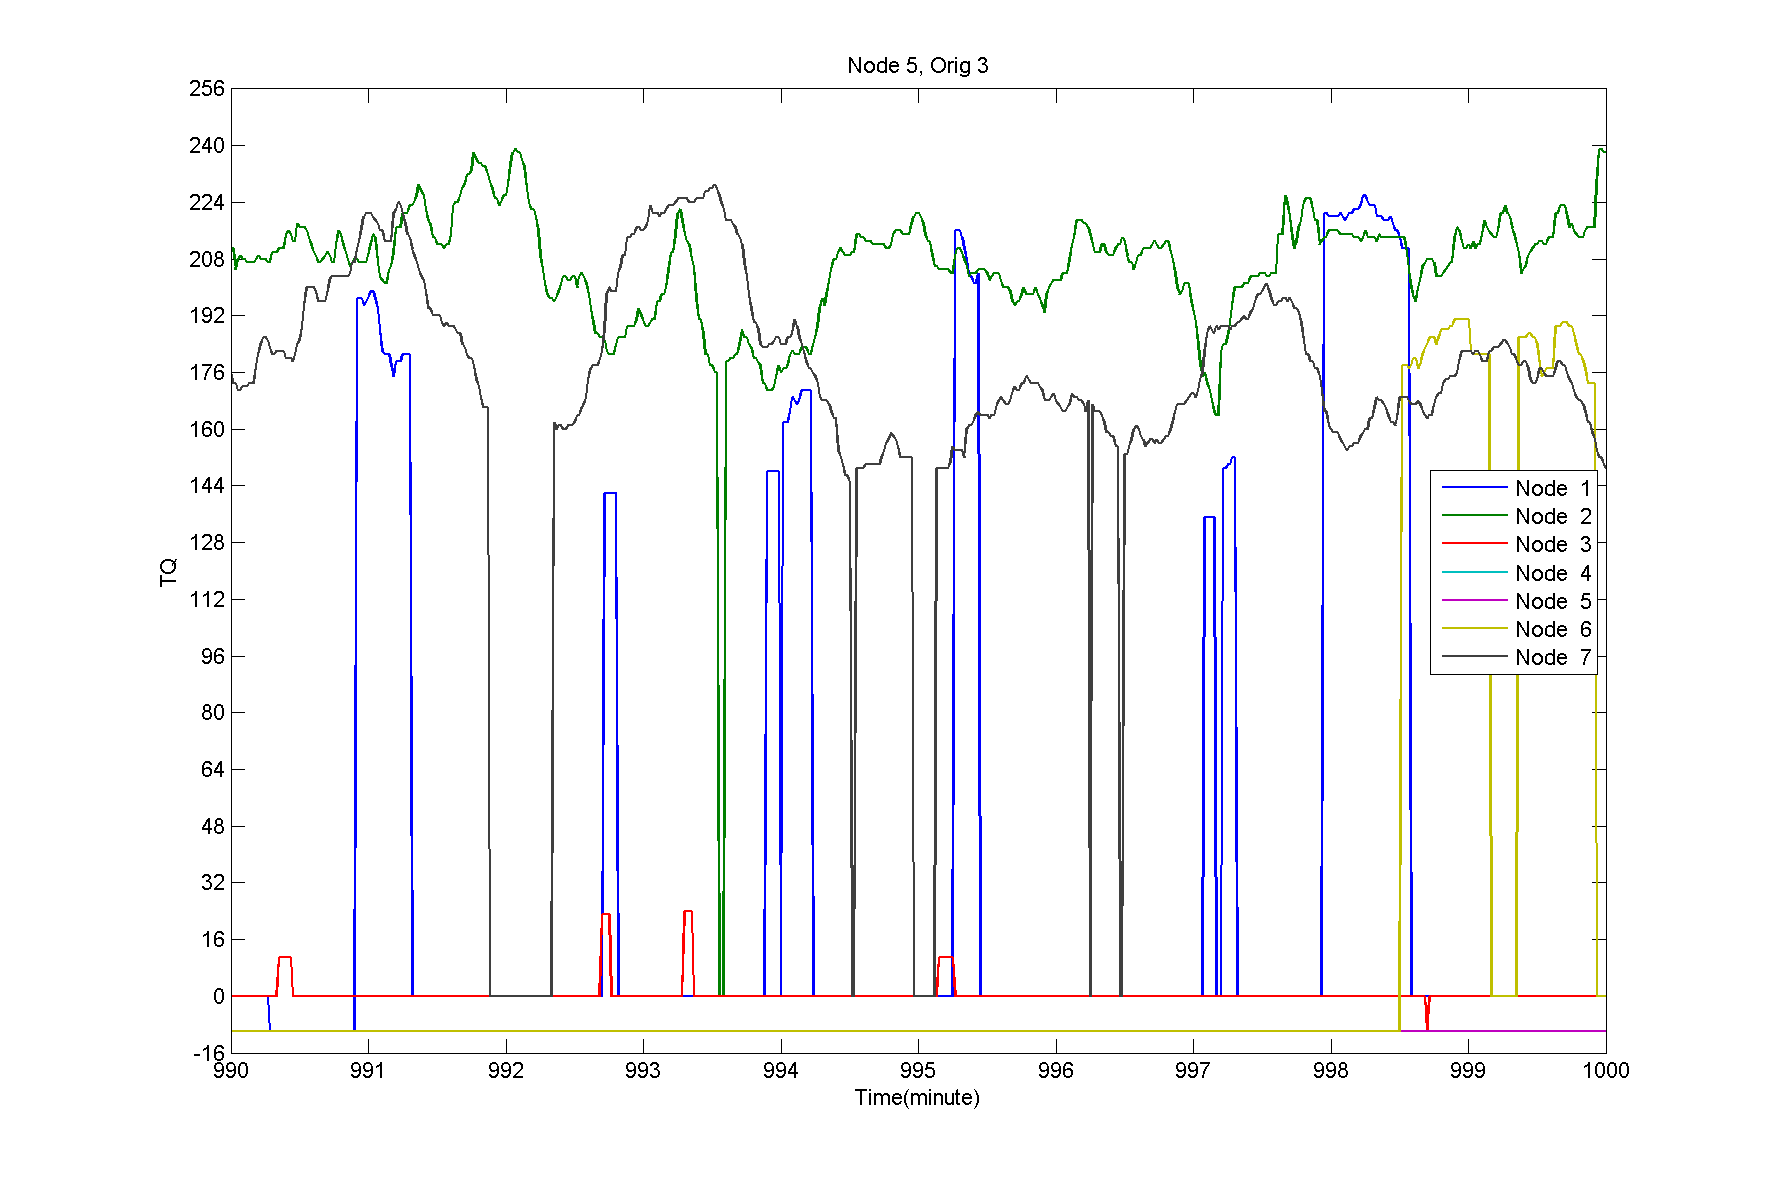 Node 5, Orig 3
256
240
224
208
192
176
160
144
128
112
96
80
64
48
32
16
0
-16
TQ
Node 1
Node 2
Node 3
Node 4
Node 5
Node 6
Node 7
990 991 992 993 994 995 996 997 998 999 1000
Time(minute)